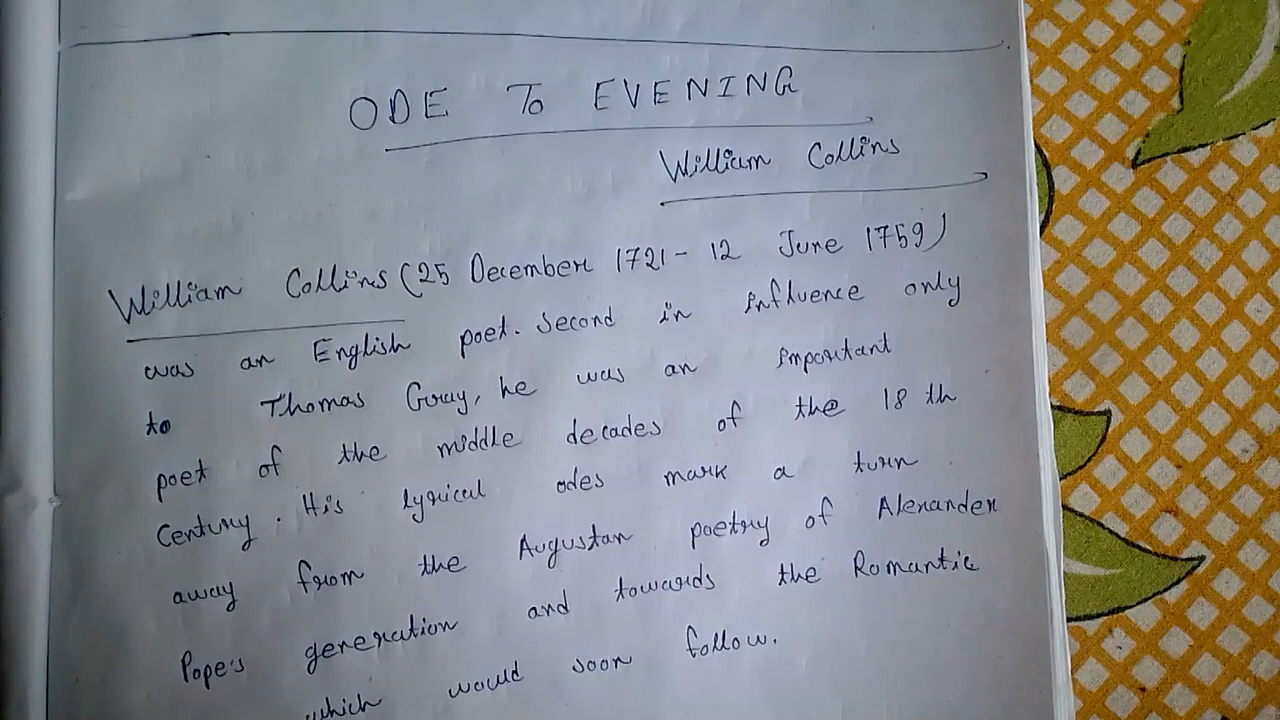 ODE To EVENING
William Collins
William Collins (25 December 1721 - 12 June 1759)
was an English poet. Second in influence only
to Thomas Gray, he was an important
poet of the middle decades of the 18 th
Century. His lyrical odes mark a turn
away from the Augustan poetry of Alexander
Pope's generation and towards the Romantic
which would soon follow.